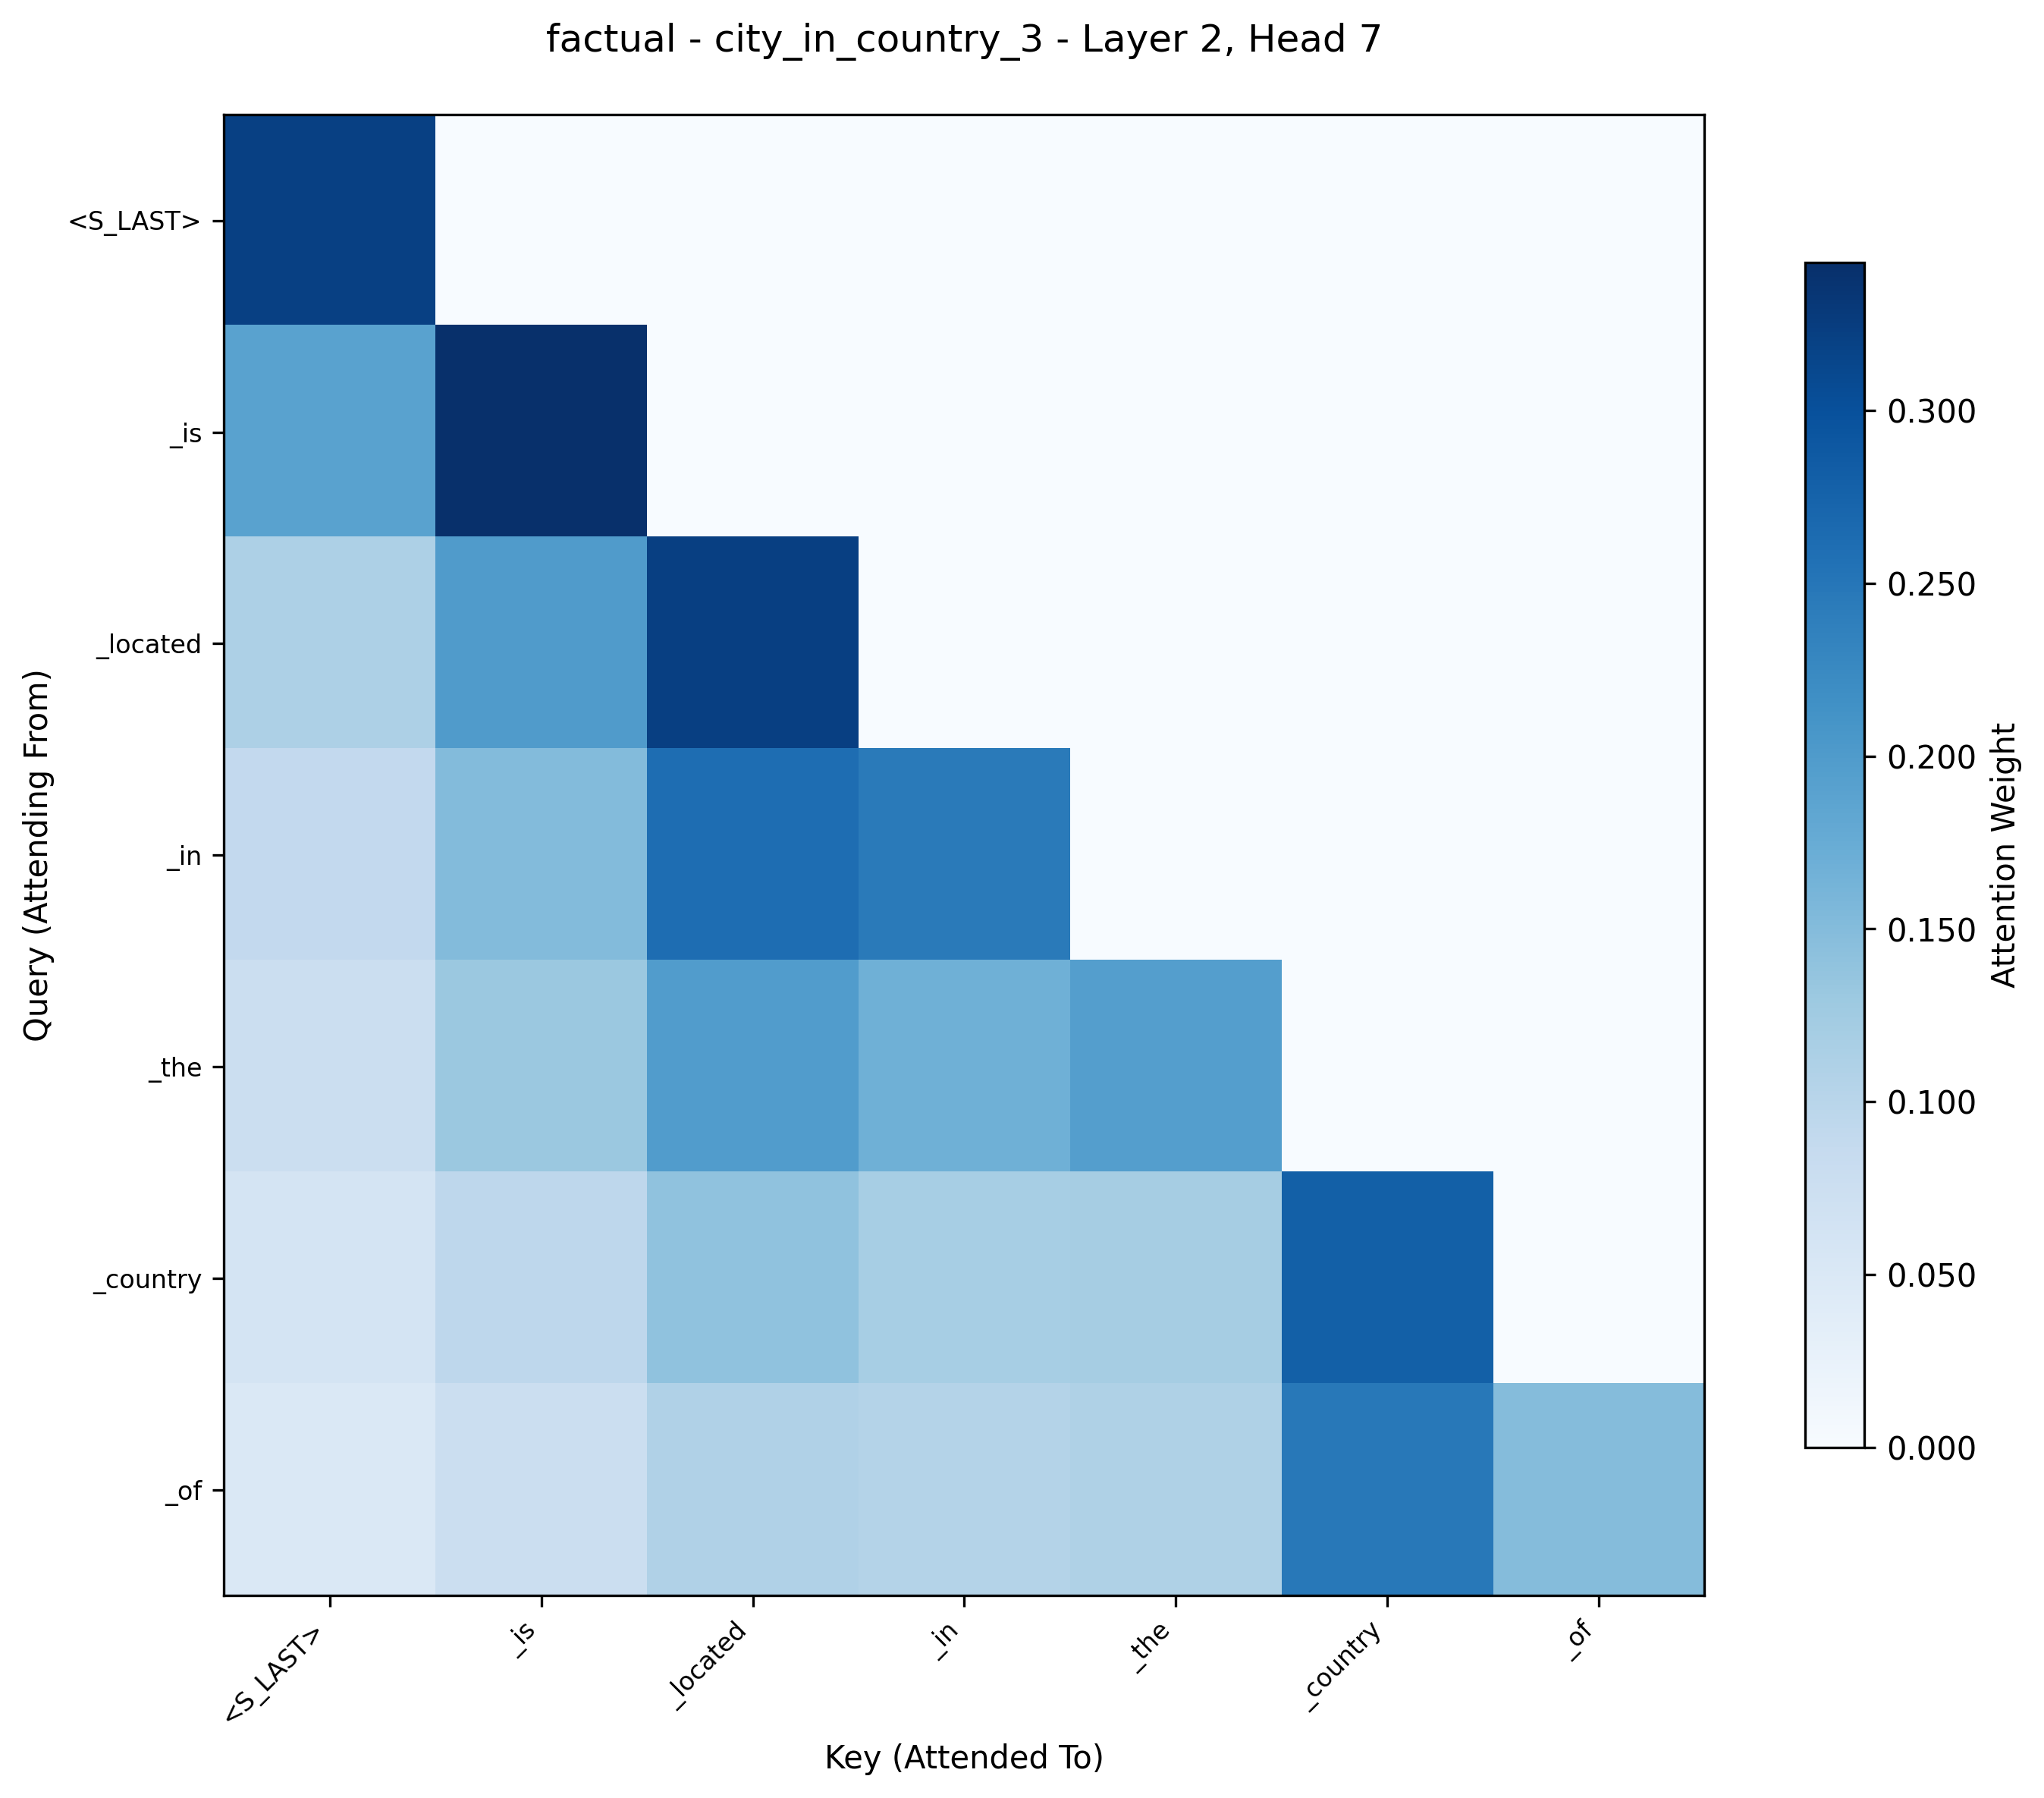 factual - city_in_country_3 - Layer 2, Head 7
Query (Attending From)
<S_LAST>
_is
_located
_in
_the
_country
_of
<S_LAST>
_is
_located
_in
_the
_country
_of
Key (Attended To)
0.300
0.250
0.200
0.150
0.100
0.050
0.000
Attention Weight